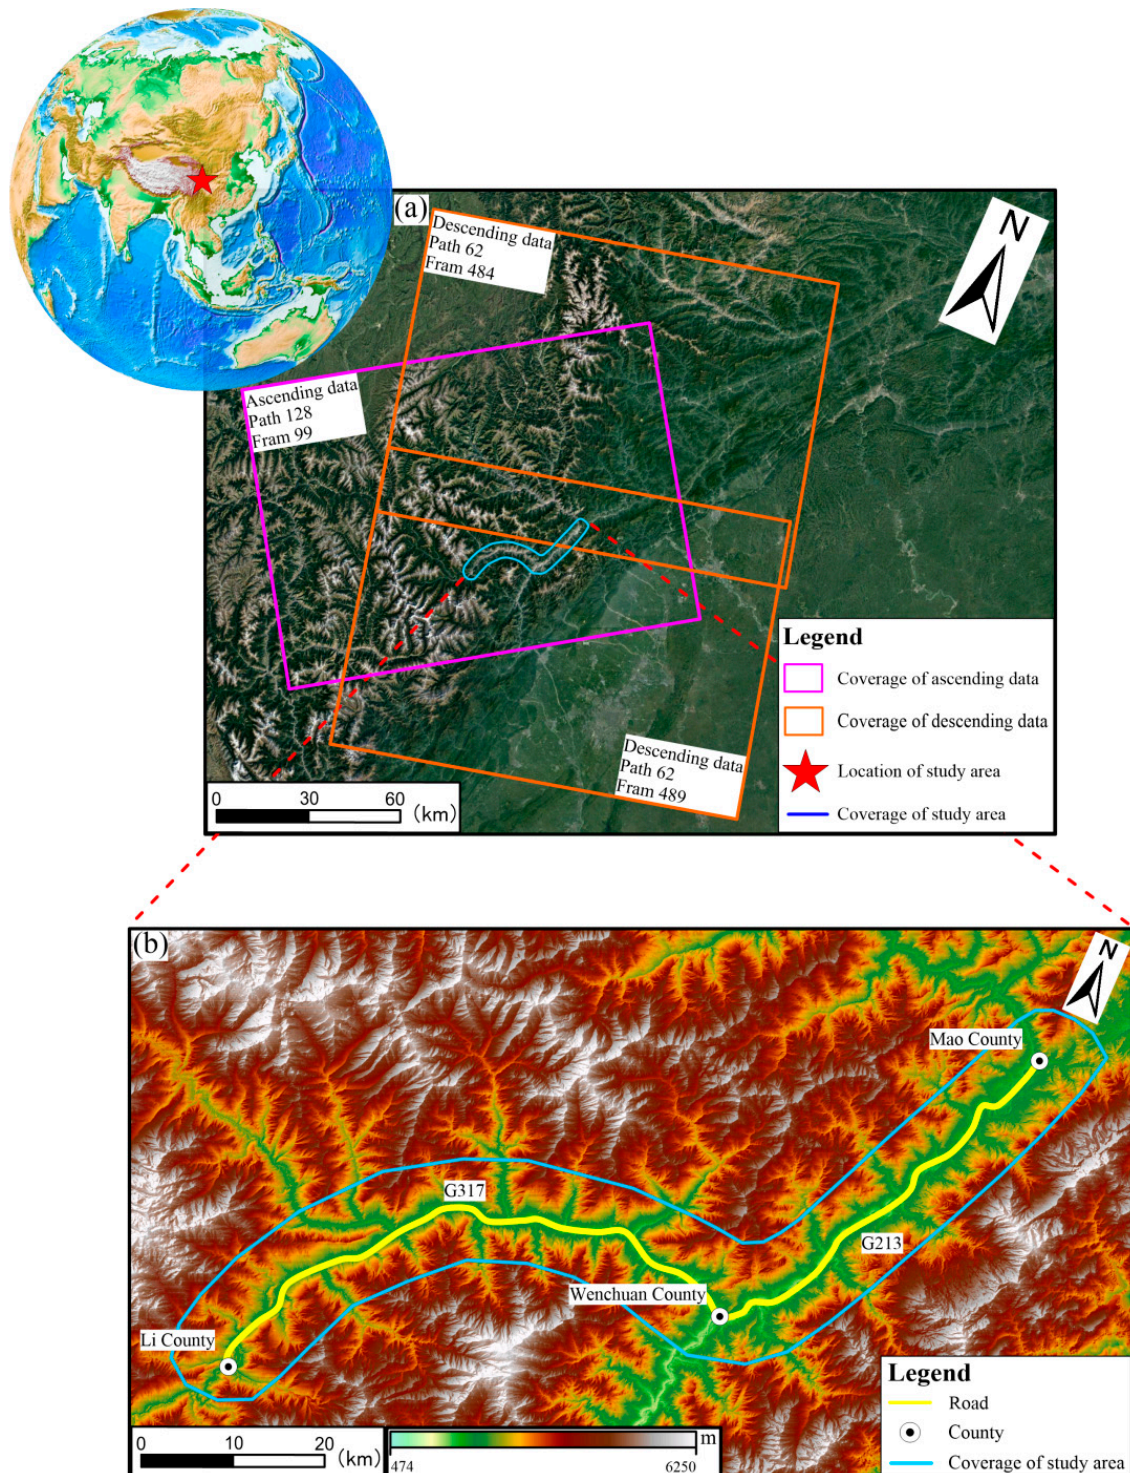 (a)
N
Descending data
Path 62
Fram 484
Ascending data
Path 128
Fram 99
Descending data
Path 62
Fram 489
Legend
Coverage of ascending data
Coverage of descending data
Location of study area
Coverage of study area
0 30 60
(km)
(b)
N
Mao County
G317
G213
Wenchuan County
Li County
Legend
Road
County
Coverage of study area
0 10 20
(km)
m
474 6250